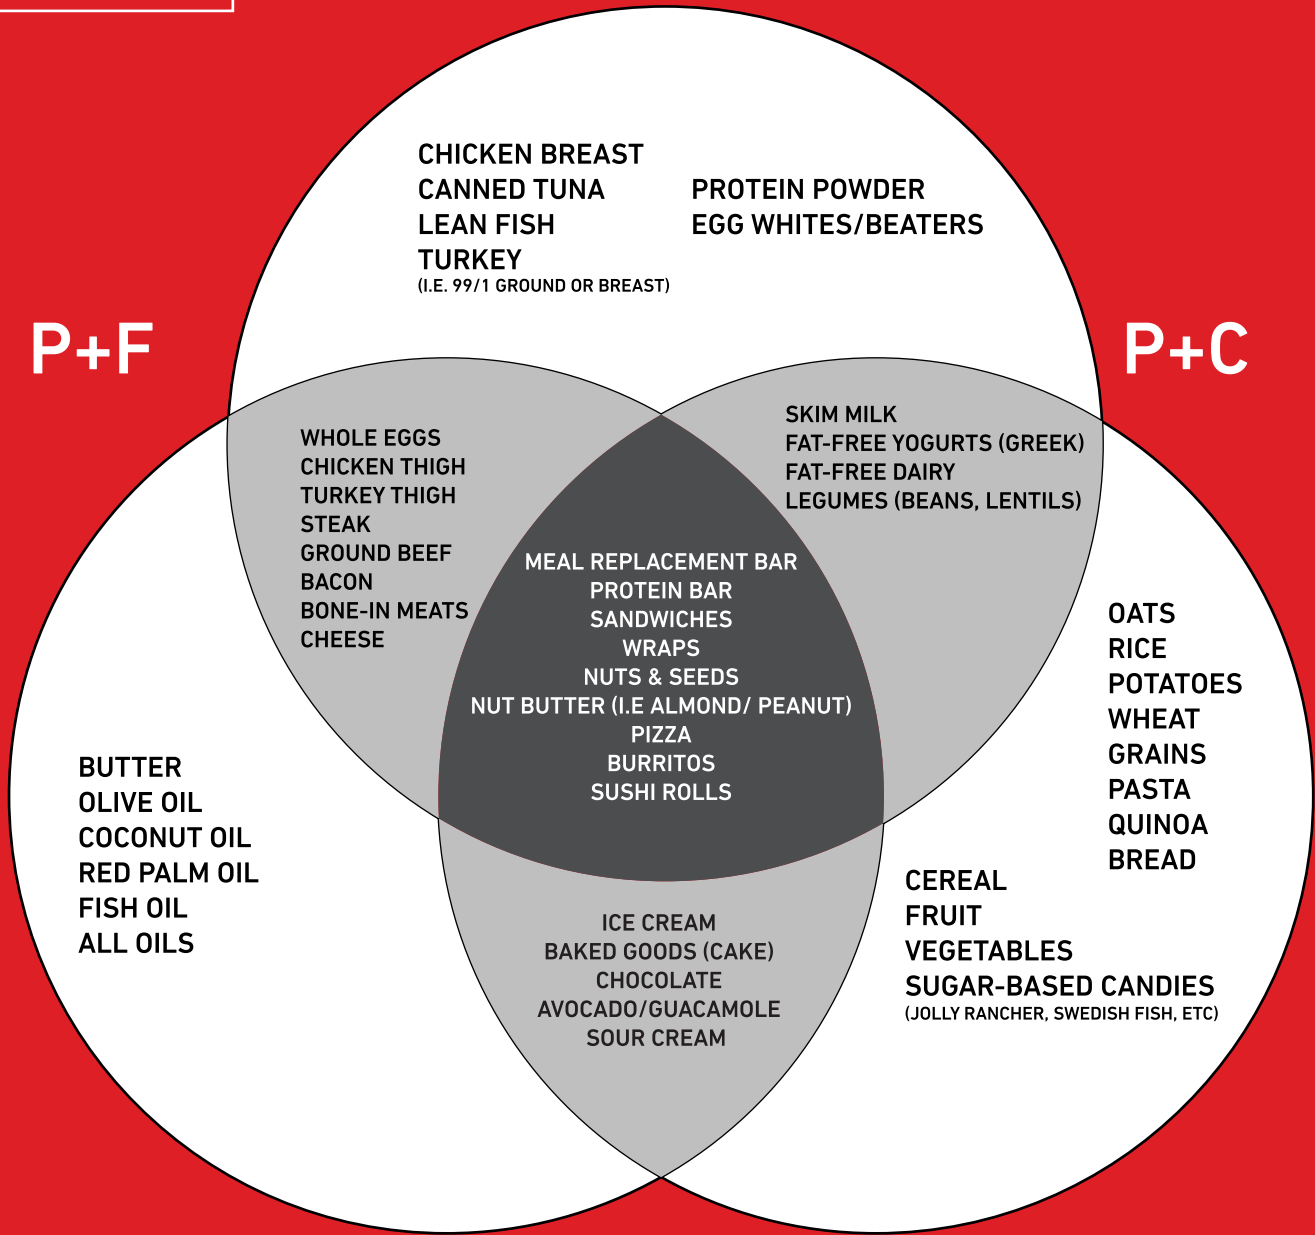 CHICKEN BREAST
CANNED TUNA
LEAN FISH
TURKEY
(I.E. 99/1 GROUND OR BREAST)
PROTEIN POWDER
EGG WHITES/BEATERS
P+F
P+C
WHOLE EGGS
CHICKEN THIGH
TURKEY THIGH
STEAK
GROUND BEEF
BACON
BONE-IN MEATS
CHEESE
SKIM MILK
FAT-FREE YOGURTS (GREEK)
FAT-FREE DAIRY
LEGUMES (BEANS, LENTILS)
MEAL REPLACEMENT BAR
PROTEIN BAR
SANDWICHES
WRAPS
NUTS & SEEDS
NUT BUTTER (I.E ALMOND/ PEANUT)
PIZZA
BURRITOS
SUSHI ROLLS
OATS
RICE
POTATOES
WHEAT
GRAINS
PASTA
QUINOA
BREAD
BUTTER
OLIVE OIL
COCONUT OIL
RED PALM OIL
FISH OIL
ALL OILS
CEREAL
FRUIT
VEGETABLES
SUGAR-BASED CANDIES
(JOLLY RANCHER, SWEDISH FISH, ETC)
ICE CREAM
BAKED GOODS (CAKE)
CHOCOLATE
AVOCADO/GUACAMOLE
SOUR CREAM